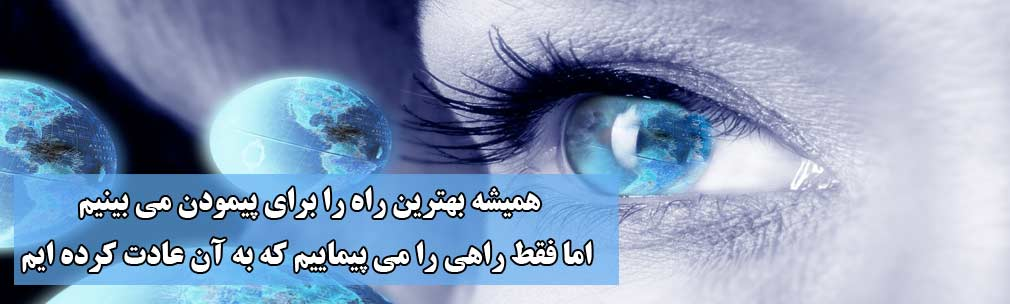 همیشه بهترین راه را برای پیمودن می بینیم
اما فقط راهی را می پیماییم که به آن عادت کرده ایم